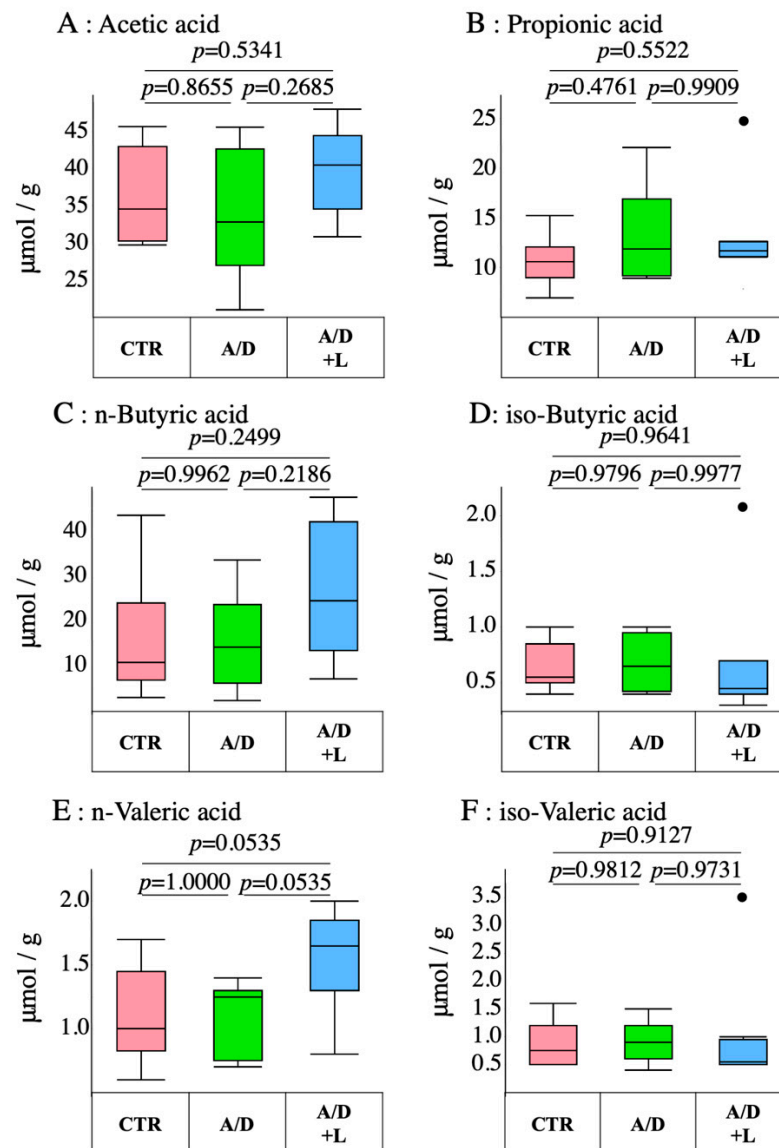 A : Acetic acid
p=0.5341
p=0.8655 p=0.2685
45
40
35
30
25
μmol / g
CTR A/D A/D +L
B : Propionic acid
p=0.5522
p=0.4761 p=0.9909
25
20
15
10
μmol / g
CTR A/D A/D +L
C : n-Butyric acid
p=0.2499
p=0.9962 p=0.2186
40
30
20
10
μmol / g
CTR A/D A/D +L
D: iso-Butyric acid
p=0.9641
p=0.9796 p=0.9977
2.0
1.5
1.0
0.5
μmol / g
CTR A/D A/D +L
E : n-Valeric acid
p=0.0535
p=1.0000 p=0.0535
2.0
1.5
1.0
μmol / g
CTR A/D A/D +L
F : iso-Valeric acid
p=0.9127
p=0.9812 p=0.9731
3.5
3.0
2.5
2.0
1.5
1.0
0.5
μmol / g
CTR A/D A/D +L